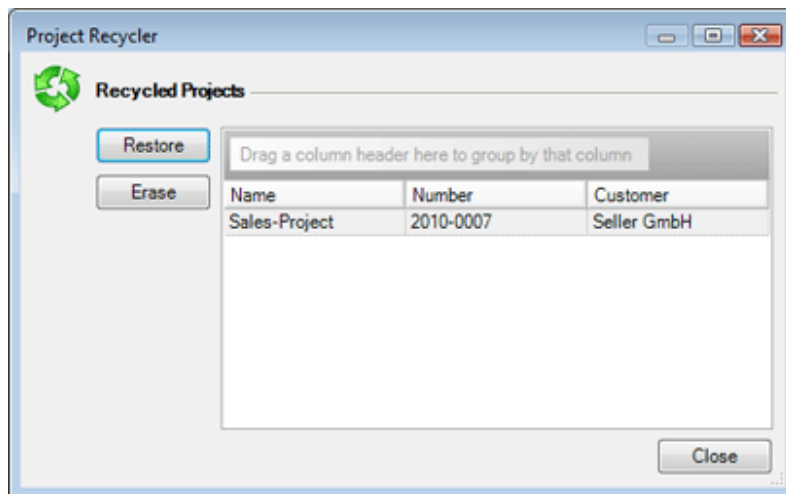 Project Recycler
Recycled Projects
Restore
Drag a column header here to group by that column
Erase
Name Number Customer
Sales-Project 2010-0007 Seller GmbH
Close